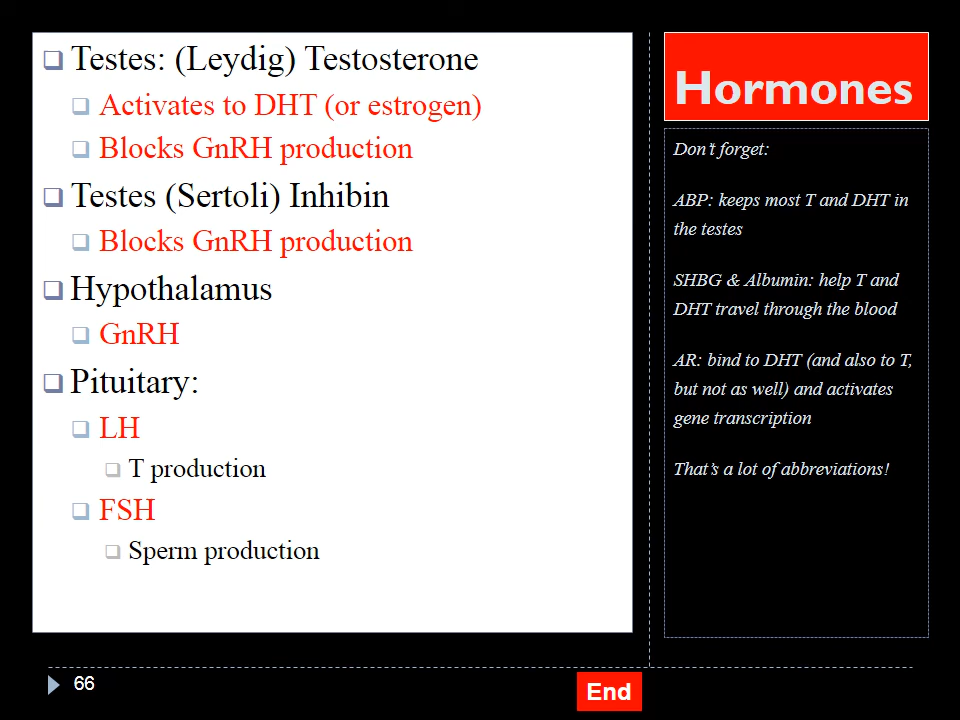 Testes: (Leydig) Testosterone
Activates to DHT (or estrogen)
Blocks GnRH production
Testes (Sertoli) Inhibin
Blocks GnRH production
Hypothalamus
GnRH
Pituitary:
LH
T production
FSH
Sperm production
Hormones
Don't forget:
ABP: keeps most T and DHT in
the testes
SHBG & Albumin: help T and
DHT travel through the blood
AR: bind to DHT (and also to T,
but not as well) and activates
gene transcription
That's a lot of abbreviations!
66
End